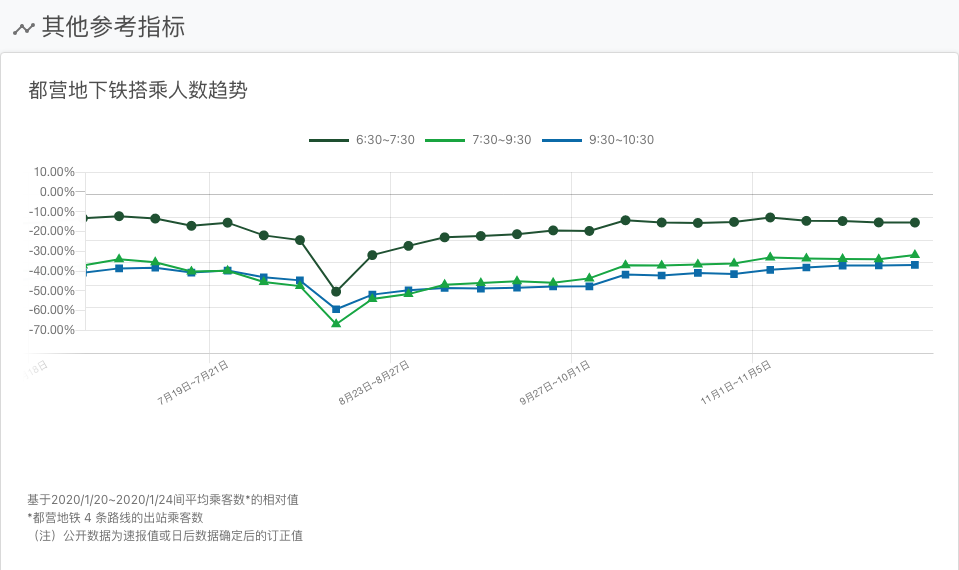 其他参考指标
都营地下铁搭乘人数趋势
6:30~7:30 7:30~9:30 9:30~10:30
10.00%
0.00%
-10.00%
-20.00%
-30.00%
-40.00%
-50.00%
-60.00%
-70.00%
7月19日~7月21日 8月23日~8月27日 9月27日~10月1日 11月1日~11月5日
基于2020/1/20~2020/1/24间平均乘客数*的相对值
*都营地铁 4 条路线的出站乘客数
（注）公开数据为速报值或日后数据确定后的订正值